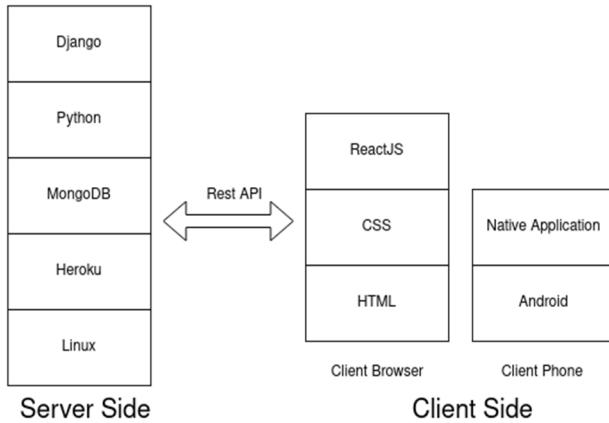 Django
Python
MongoDB
Heroku
Linux
Server Side
Rest API
ReactJS
CSS
HTML
Client Browser
Native Application
Android
Client Phone
Client Side